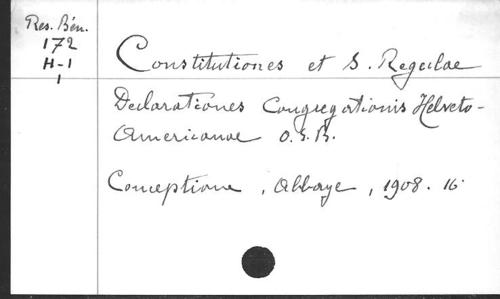 Res. Bén.
172
H-1
1
Constitutiones et S. Regulae
Declarationes Congregationis Helveto-
Americanae O.S.B.
Conceptione, Abbaye, 1908. 16°